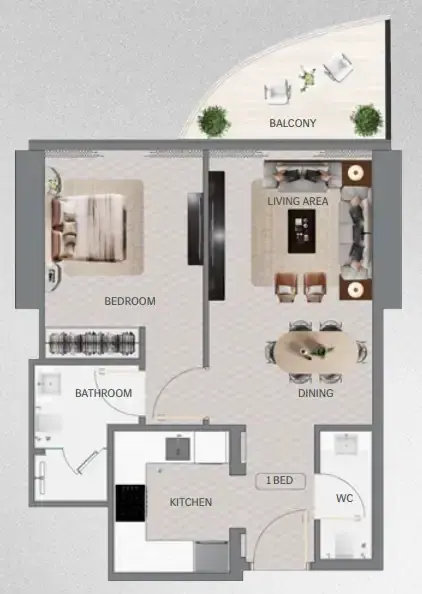 BALCONY
LIVING AREA
BEDROOM
BATHROOM
DINING
1 BED
KITCHEN
WC